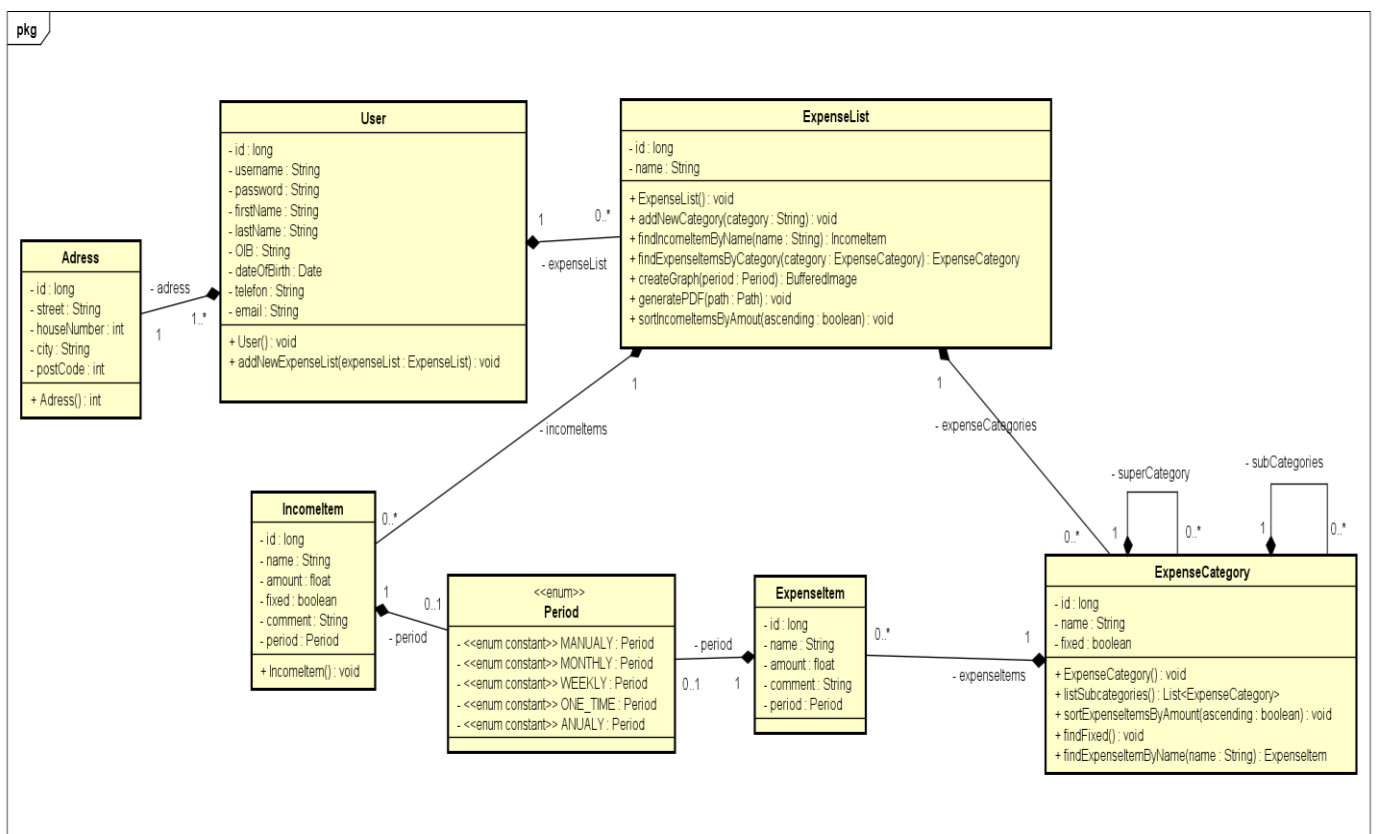 pkg
User
- id : long
- username : String
- password : String
- firstName : String
- lastName : String
- OIB : String
- dateOfBirth : Date
- telefon : String
- email : String
+ User() : void
+ addNewExpenseList(expenseList : ExpenseList) : void
ExpenseList
- id : long
- name : String
+ ExpenseList() : void
+ addNewCategory(category : String) : void
+ findIncomeItemByName(name : String) : IncomeItem
+ findExpenseItemsByCategory(category : ExpenseCategory) : ExpenseCategory
+ createGraph(period : Period) : BufferedImage
+ generatePDF(path : Path) : void
+ sortIncomeItemsByAmout(ascending : boolean) : void
1
0..*
- expenseList
Adress
- id : long
- street : String
- houseNumber : int
- city : String
- postCode : int
+ Adress() : int
- adress
1..*
1
1
1
- incomeItems
- expenseCategories
0..*
0..*
- superCategory
1
0..*
- subCategories
1
0..*
IncomeItem
- id : long
- name : String
- amount : float
- fixed : boolean
- comment : String
- period : Period
+ IncomeItem() : void
1
0..1
- period
<<enum>>
Period
- <<enum constant>> MANUALY : Period
- <<enum constant>> MONTHLY : Period
- <<enum constant>> WEEKLY : Period
- <<enum constant>> ONE_TIME : Period
- <<enum constant>> ANUALY : Period
- period
0..1
1
ExpenseItem
- id : long
- name : String
- amount : float
- comment : String
- period : Period
0..*
1
- expenseItems
ExpenseCategory
- id : long
- name : String
- fixed : boolean
+ ExpenseCategory() : void
+ listSubcategories() : List<ExpenseCategory>
+ sortExpenseItemsByAmount(ascending : boolean) : void
+ findFixed() : void
+ findExpenseItemByName(name : String) : ExpenseItem